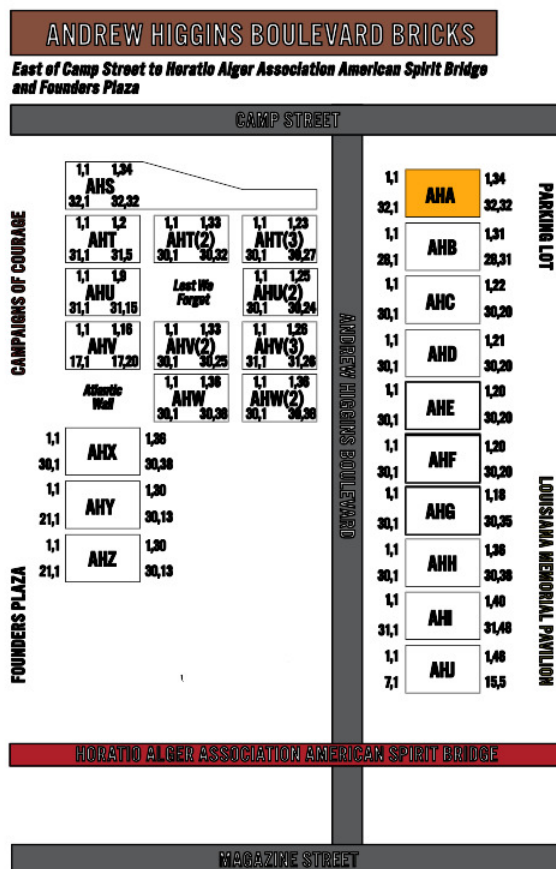 ANDREW HIGGINS BOULEVARD BRICKS
East of Camp Street to Horatio Alger Association American Spirit Bridge
and Founders Plaza
CAMP STREET
CAMPAIGNS OF COURAGE
FOUNDERS PLAZA
1,1 1,34
AHS
32,1 32,32
1,1 1,2
AHT
31,1 31,5
1,1 1,33
AHT(2)
30,1 30,32
1,1 1,23
AHT(3)
30,1 30,27
1,1 1,9
AHU
31,1 31,15
Lest We
Forget
1,1 1,25
AHU(2)
30,1 30,24
1,1 1,16
AHV
17,1 17,20
1,1 1,33
AHV(2)
30,1 30,25
1,1 1,26
AHV(3)
31,1 31,26
Atlantic
Wall
1,1 1,36
AHW
30,1 30,38
1,1 1,36
AHW(2)
30,1 38,38
1,1 1,36
AHX
30,1 30,38
1,1 1,30
AHY
21,1 30,13
1,1 1,30
AHZ
21,1 30,13
ANDREW HIGGINS BOULEVARD
1,1 1,34
AHA
32,1 32,32
1,1 1,31
AHB
28,1 28,31
1,1 1,22
AHC
30,1 30,20
1,1 1,21
AHD
30,1 30,20
1,1 1,20
AHE
30,1 30,20
1,1 1,20
AHF
30,1 30,20
1,1 1,18
AHG
30,1 30,35
1,1 1,36
AHH
30,1 30,38
1,1 1,40
AHI
31,1 31,48
1,1 1,48
AHJ
7,1 15,5
PARKING LOT
LOUISIANA MEMORIAL PAVILION
HORATIO ALGER ASSOCIATION AMERICAN SPIRIT BRIDGE
MAGAZINE STREET